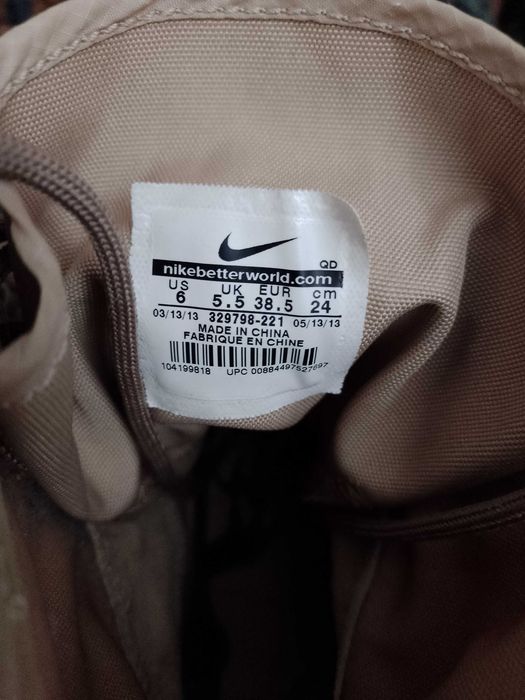 QD
nikebetterworld.com
US UK EUR cm
6 5.5 38.5 24
03/13/13 329798-221 05/13/13
MADE IN CHINA
FABRIQUE EN CHINE
104199818 UPC 00884497527697